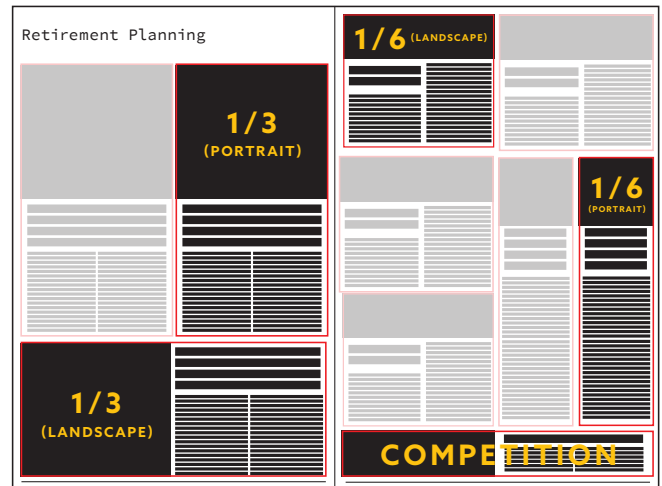 Retirement Planning
1/3
(PORTRAIT)
1/3
(LANDSCAPE)
1/6 (LANDSCAPE)
1/6
(PORTRAIT)
COMPETITION